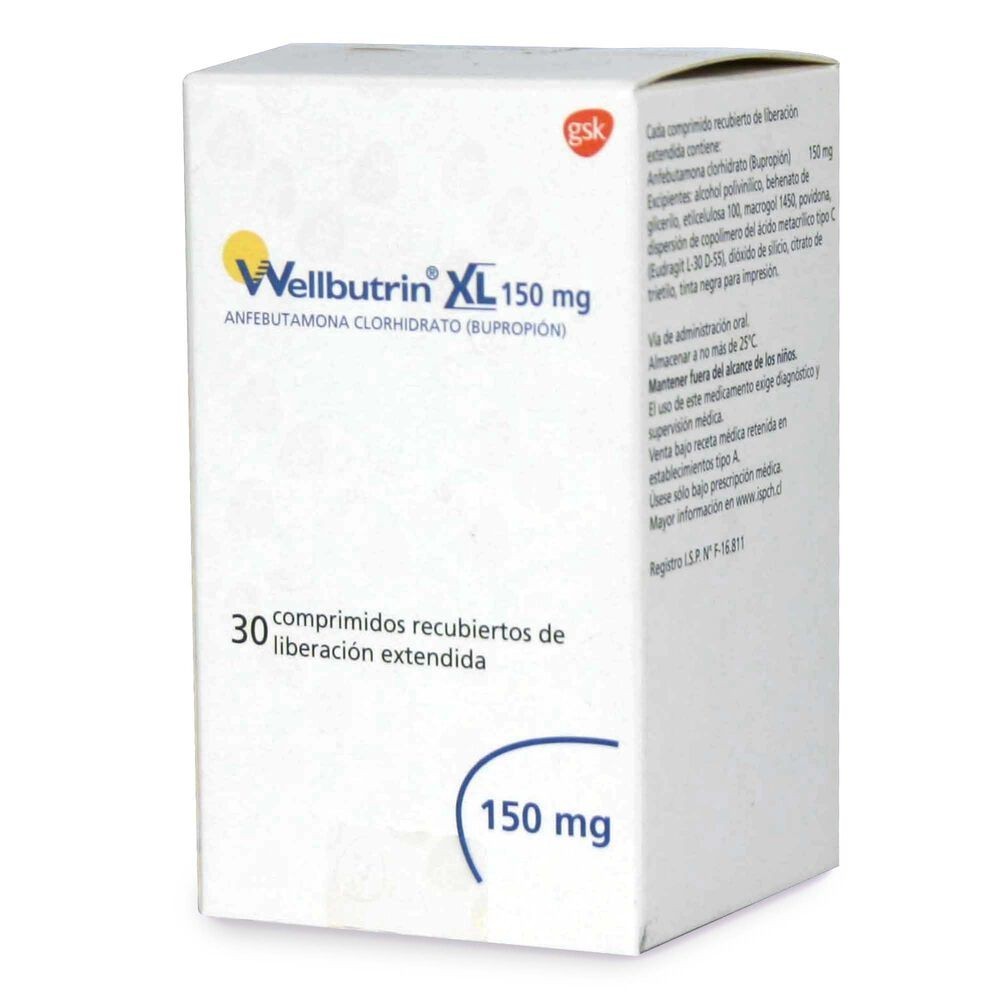 gsk
Wellbutrin® XL 150 mg
ANFEBUTAMONA CLORHIDRATO (BUPROPIÓN)
30 comprimidos recubiertos de
liberación extendida
150 mg
Cada comprimido recubierto de liberación
extendida contiene:
Anfebutamona clorhidrato (Bupropión) 150 mg
Excipientes: alcohol polivinílico, behenato de
glicerilo, etilcelulosa 100, macrogol 1450, povidona,
dispersión de copolimero del ácido metacrílico tipo C
(Eudragit L-30 D-55), dióxido de silicio, citrato de
trietilo, tinta negra para impresión.
Vía de administración oral.
Almacenar a no más de 25°C.
Mantener fuera del alcance de los niños.
El uso de este medicamento exige diagnóstico y
supervisión médica.
Venta bajo receta médica retenida en
establecimientos tipo A.
Úsese sólo bajo prescripción médica.
Mayor información en www.ispch.cl
Registro I.S.P. N° F-16.811